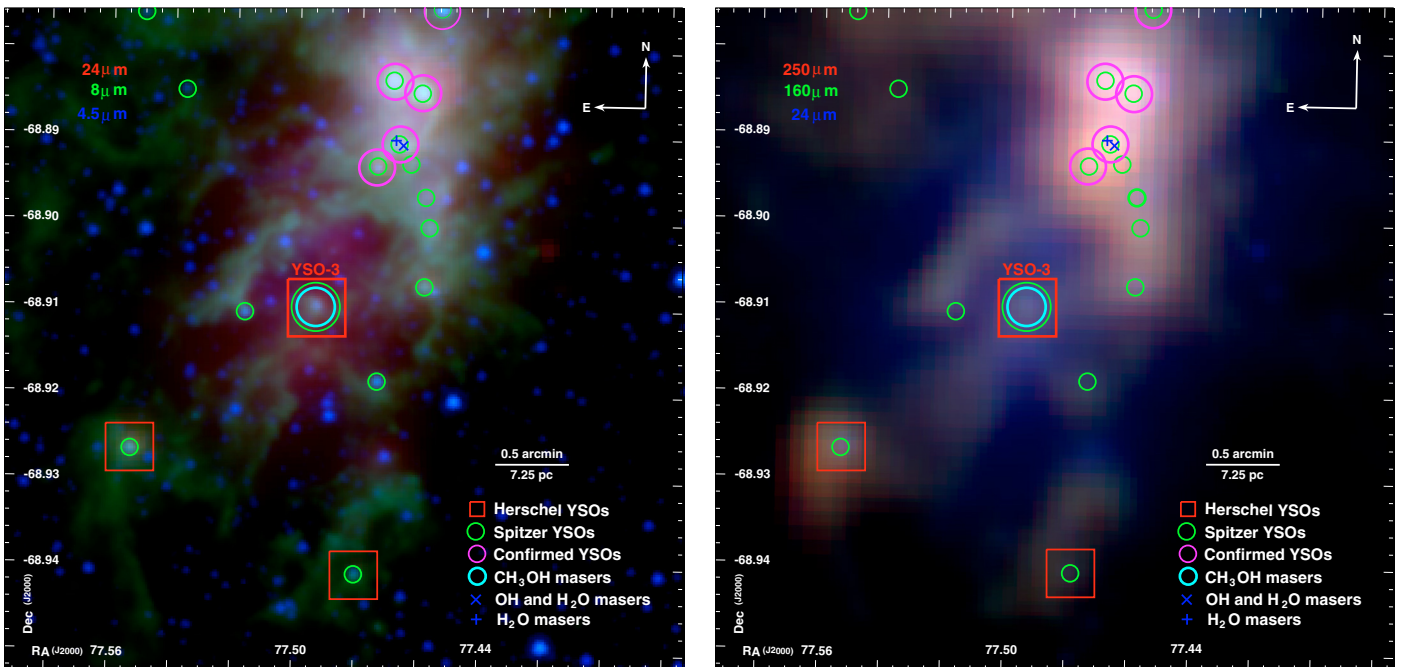 24μm
8μm
4.5μm
N
E
-68.89
-68.90
YSO-3
-68.91
-68.92
-68.93
0.5 arcmin
7.25 pc
Herschel YSOs
Spitzer YSOs
Confirmed YSOs
CH₃OH masers
OH and H₂O masers
H₂O masers
-68.94
Dec (J2000)
RA (J2000)
77.56
77.50
77.44
250μm
160μm
24μm
N
E
-68.89
-68.90
YSO-3
-68.91
-68.92
-68.93
0.5 arcmin
7.25 pc
Herschel YSOs
Spitzer YSOs
Confirmed YSOs
CH₃OH masers
OH and H₂O masers
H₂O masers
-68.94
Dec (J2000)
RA (J2000)
77.56
77.50
77.44